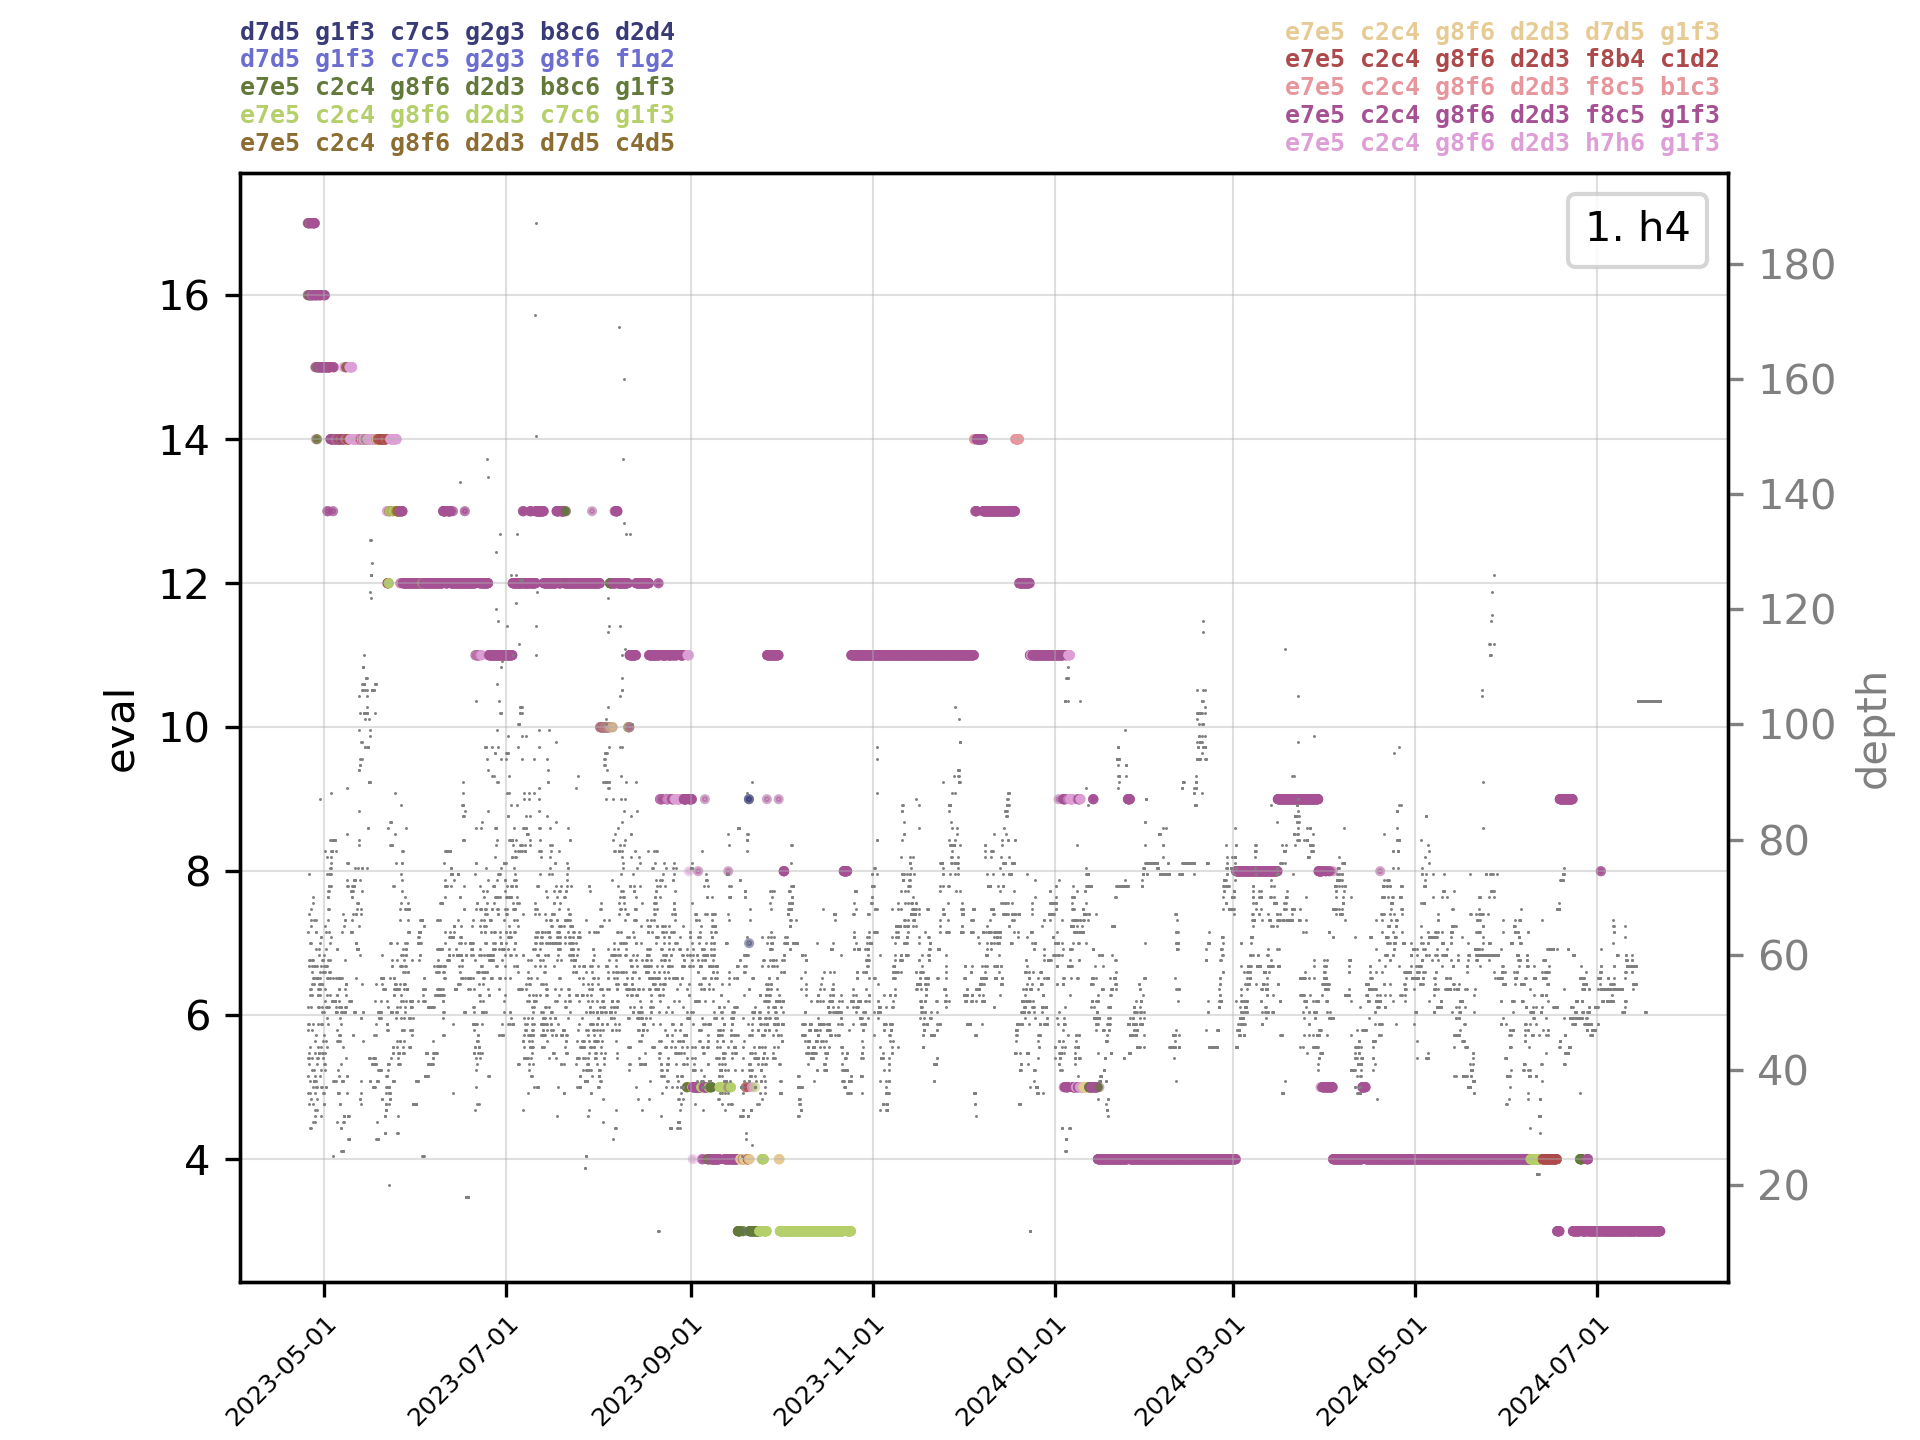 d7d5 g1f3 c7c5 g2g3 b8c6 d2d4
d7d5 g1f3 c7c5 g2g3 g8f6 f1g2
e7e5 c2c4 g8f6 d2d3 b8c6 g1f3
e7e5 c2c4 g8f6 d2d3 c7c6 g1f3
e7e5 c2c4 g8f6 d2d3 d7d5 c4d5
e7e5 c2c4 g8f6 d2d3 d7d5 g1f3
e7e5 c2c4 g8f6 d2d3 f8b4 c1d2
e7e5 c2c4 g8f6 d2d3 f8c5 b1c3
e7e5 c2c4 g8f6 d2d3 f8c5 g1f3
e7e5 c2c4 g8f6 d2d3 h7h6 g1f3
1. h4
eval
16
14
12
10
8
6
4
180
160
140
120
100
80
60
40
20
depth
2023-05-01
2023-07-01
2023-09-01
2023-11-01
2024-01-01
2024-03-01
2024-05-01
2024-07-01